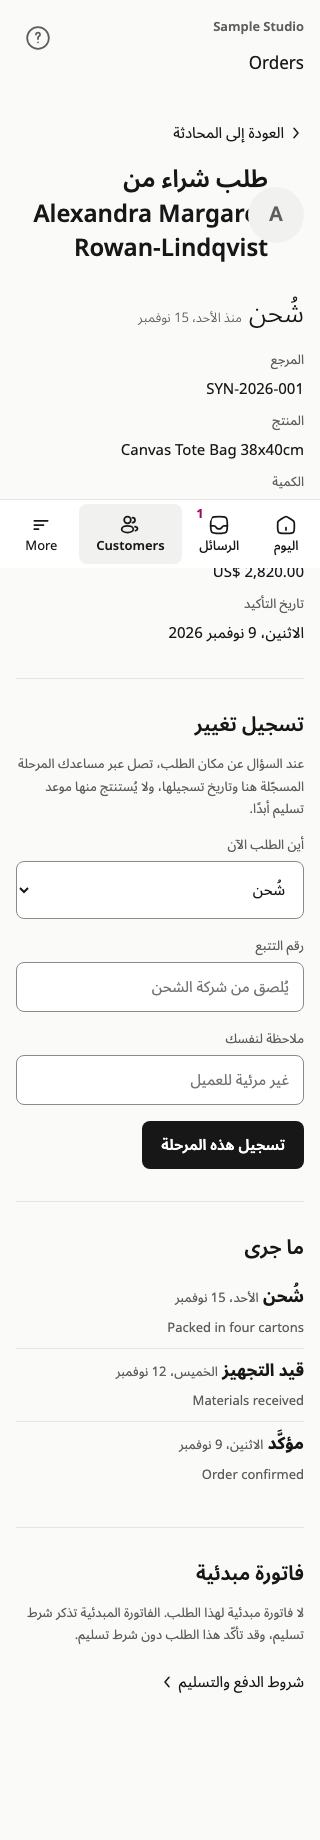 Sample Studio
Orders
العودة إلى المحادثة
طلب شراء من
Alexandra
A
Rowan-Lindqvist
شُحن منذ الأحد، 15 نوفمبر
المرجع
SYN-2026-001
المنتج
Canvas Tote Bag 38x40cm
الكمية
اليوم
1
الرسائل
Customers
More
US$ 2,820.00
تاريخ التأكيد
الاثنين، 9 نوفمبر 2026
تسجيل تغيير
عند السؤال عن مكان الطلب، تصل عبر مساعدك المرحلة
المسجّلة هنا وتاريخ تسجيلها، ولا يُستنتج منها موعد
تسليم أبدًا.
أين الطلب الآن
شُحن
رقم التتبع
يُلصق من شركة الشحن
ملاحظة لنفسك
غير مرئية للعميل
تسجيل هذه المرحلة
ما جرى
شُحن الأحد، 15 نوفمبر
Packed in four cartons
قيد التجهيز الخميس، 12 نوفمبر
Materials received
مؤكَّد الاثنين، 9 نوفمبر
Order confirmed
فاتورة مبدئية
لا فاتورة مبدئية لهذا الطلب. الفاتورة المبدئية تذكر شرط
تسليم، وقد تأكّد هذا الطلب دون شرط تسليم.
شروط الدفع والتسليم